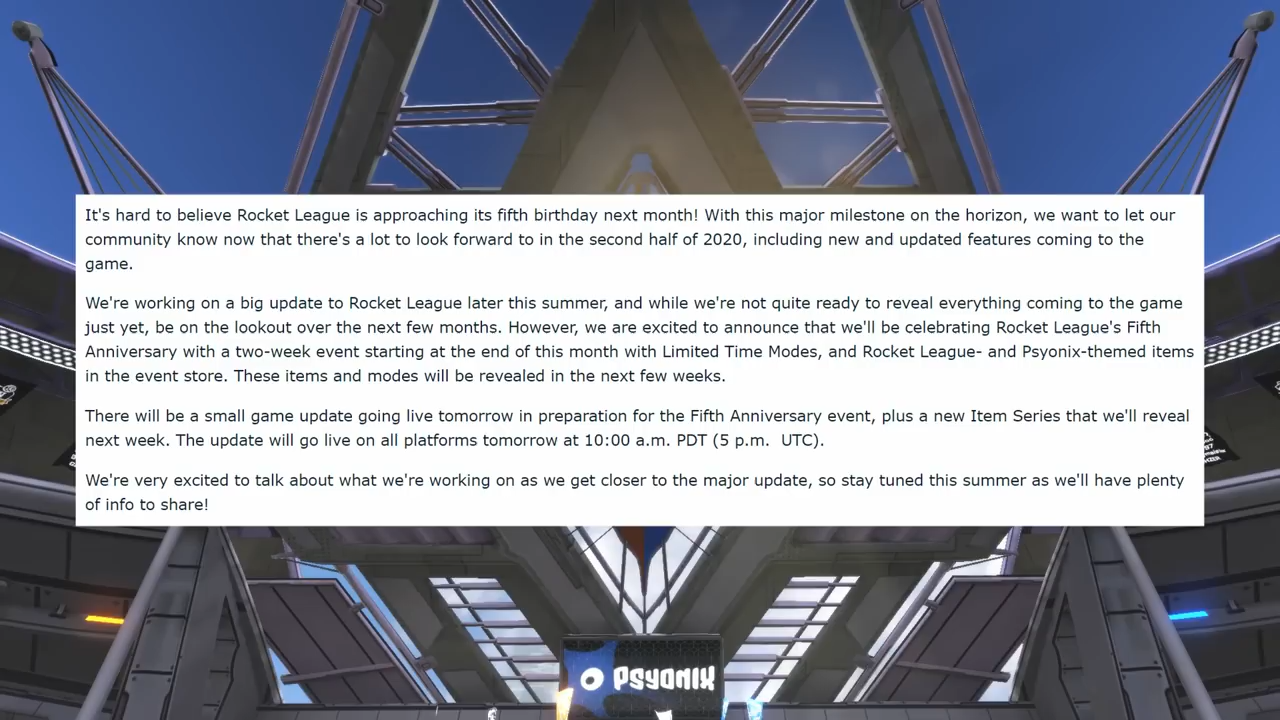 It's hard to believe Rocket League is approaching its fifth birthday next month! With this major milestone on the horizon, we want to let our
community know now that there's a lot to look forward to in the second half of 2020, including new and updated features coming to the
game.
We're working on a big update to Rocket League later this summer, and while we're not quite ready to reveal everything coming to the game
just yet, be on the lookout over the next few months. However, we are excited to announce that we'll be celebrating Rocket League's Fifth
Anniversary with a two-week event starting at the end of this month with Limited Time Modes, and Rocket League- and Psyonix-themed items
in the event store. These items and modes will be revealed in the next few weeks.
There will be a small game update going live tomorrow in preparation for the Fifth Anniversary event, plus a new Item Series that we'll reveal
next week. The update will go live on all platforms tomorrow at 10:00 a.m. PDT (5 p.m.  UTC).
We're very excited to talk about what we're working on as we get closer to the major update, so stay tuned this summer as we'll have plenty
of info to share!
PSYONIX